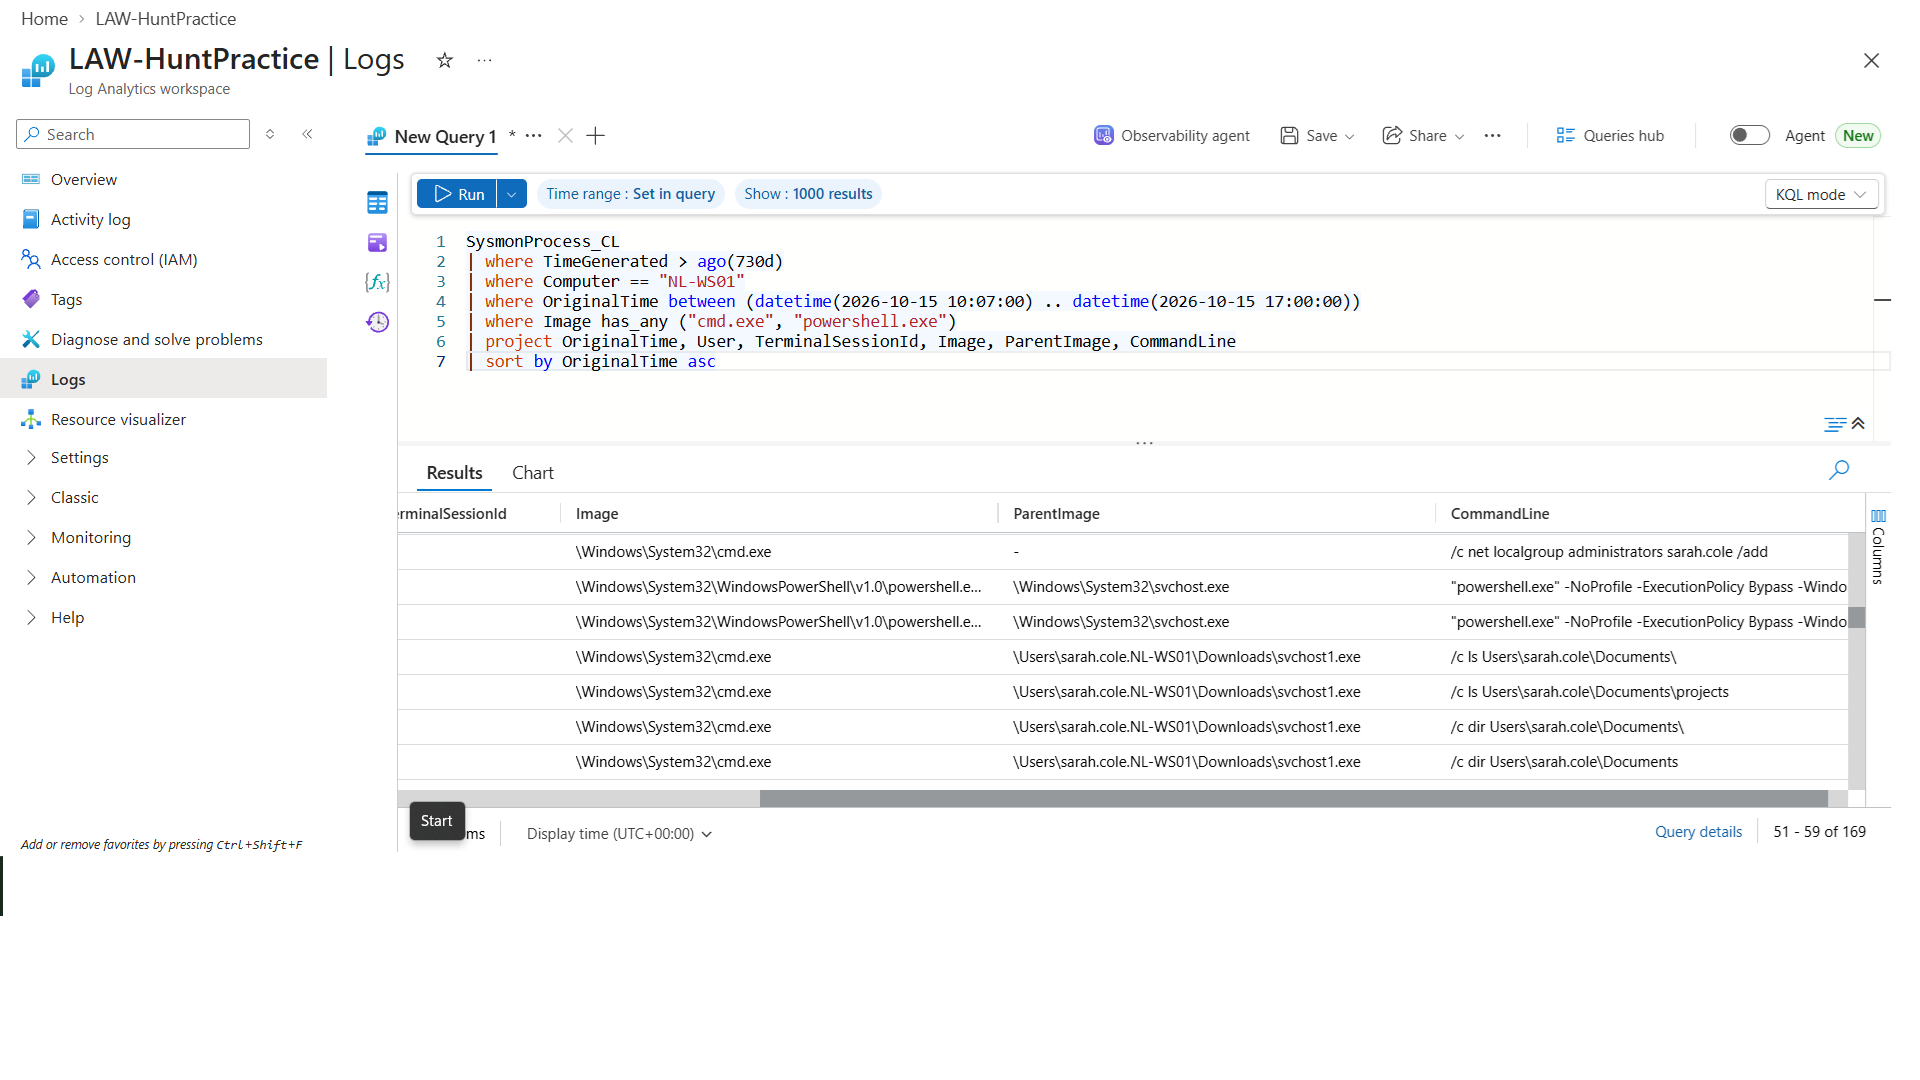 Home > LAW-HuntPractice
LAW-HuntPractice | Logs
Log Analytics workspace
Search
Overview
Activity log
Access control (IAM)
Tags
Diagnose and solve problems
Logs
Resource visualizer
Settings
Classic
Monitoring
Automation
Help
Add or remove favorites by pressing Ctrl+Shift+F
New Query 1 *
Observability agent
Save
Share
Queries hub
Agent New
Run
Time range : Set in query
Show : 1000 results
KQL mode
1 SysmonProcess_CL
2 | where TimeGenerated > ago(730d)
3 | where Computer == "NL-WS01"
4 | where OriginalTime between (datetime(2026-10-15 10:07:00) .. datetime(2026-10-15 17:00:00))
5 | where Image has_any ("cmd.exe", "powershell.exe")
6 | project OriginalTime, User, TerminalSessionId, Image, ParentImage, CommandLine
7 | sort by OriginalTime asc
Results Chart
erminalSessionId Image ParentImage CommandLine
\Windows\System32\cmd.exe - /c net localgroup administrators sarah.cole /add
\Windows\System32\WindowsPowerShell\v1.0\powershell.e... \Windows\System32\svchost.exe "powershell.exe" -NoProfile -ExecutionPolicy Bypass -Windo
\Windows\System32\WindowsPowerShell\v1.0\powershell.e... \Windows\System32\svchost.exe "powershell.exe" -NoProfile -ExecutionPolicy Bypass -Windo
\Windows\System32\cmd.exe \Users\sarah.cole.NL-WS01\Downloads\svchost1.exe /c ls Users\sarah.cole\Documents\
\Windows\System32\cmd.exe \Users\sarah.cole.NL-WS01\Downloads\svchost1.exe /c ls Users\sarah.cole\Documents\projects
\Windows\System32\cmd.exe \Users\sarah.cole.NL-WS01\Downloads\svchost1.exe /c dir Users\sarah.cole\Documents\
\Windows\System32\cmd.exe \Users\sarah.cole.NL-WS01\Downloads\svchost1.exe /c dir Users\sarah.cole\Documents
Columns
Start
ms
Display time (UTC+00:00)
Query details
51 - 59 of 169